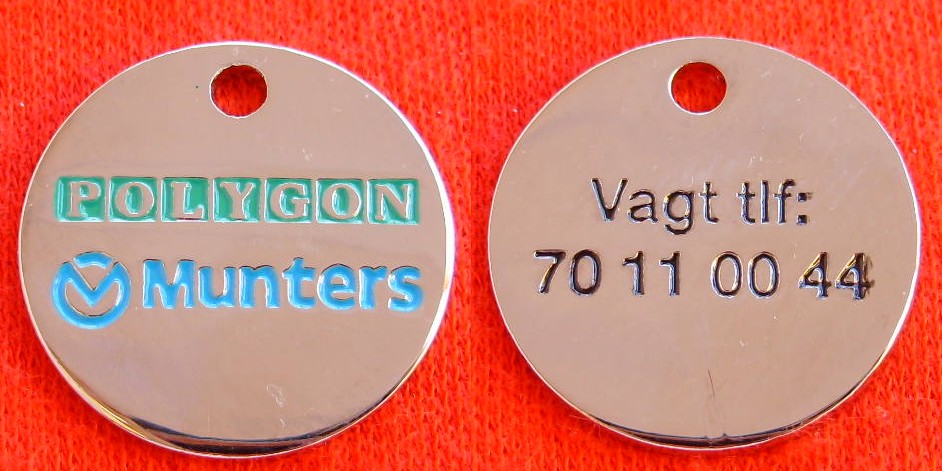 POLYGON
Munters
Vagt tlf:
70 11 00 44